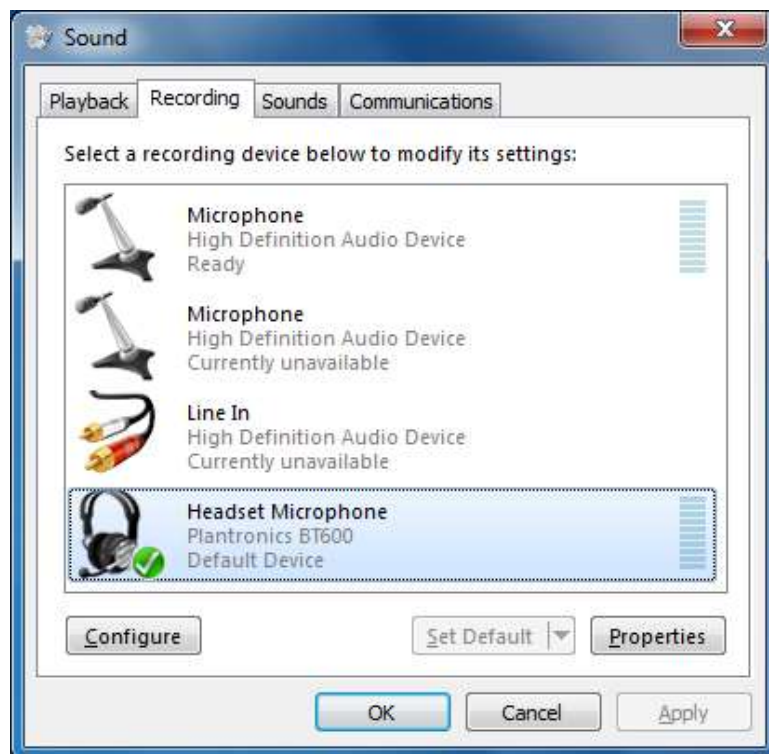 Sound
Playback Recording Sounds Communications
Select a recording device below to modify its settings:
Microphone
High Definition Audio Device
Ready
Microphone
High Definition Audio Device
Currently unavailable
Line In
High Definition Audio Device
Currently unavailable
Headset Microphone
Plantronics BT600
Default Device
Configure Set Default Properties
OK Cancel Apply